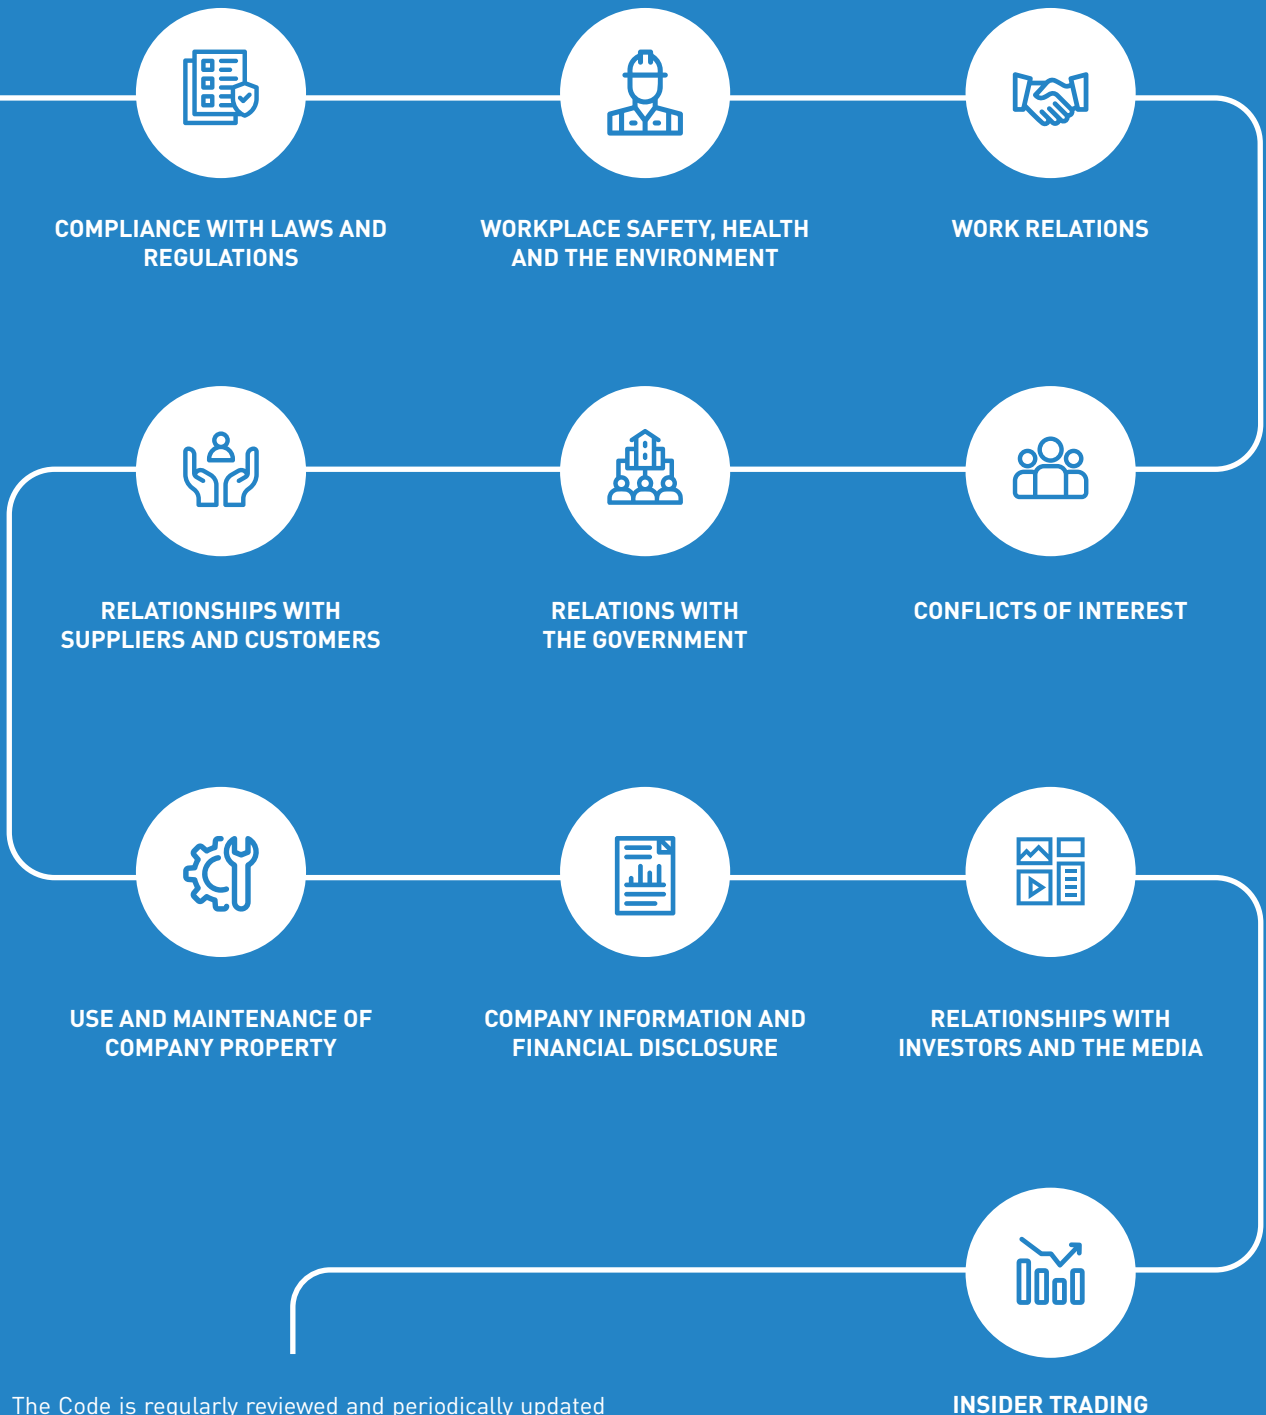 COMPLIANCE WITH LAWS AND
REGULATIONS
WORKPLACE SAFETY, HEALTH
AND THE ENVIRONMENT
WORK RELATIONS
RELATIONSHIPS WITH
SUPPLIERS AND CUSTOMERS
RELATIONS WITH
THE GOVERNMENT
CONFLICTS OF INTEREST
USE AND MAINTENANCE OF
COMPANY PROPERTY
COMPANY INFORMATION AND
FINANCIAL DISCLOSURE
RELATIONSHIPS WITH
INVESTORS AND THE MEDIA
INSIDER TRADING
The Code is regularly reviewed and periodically updated